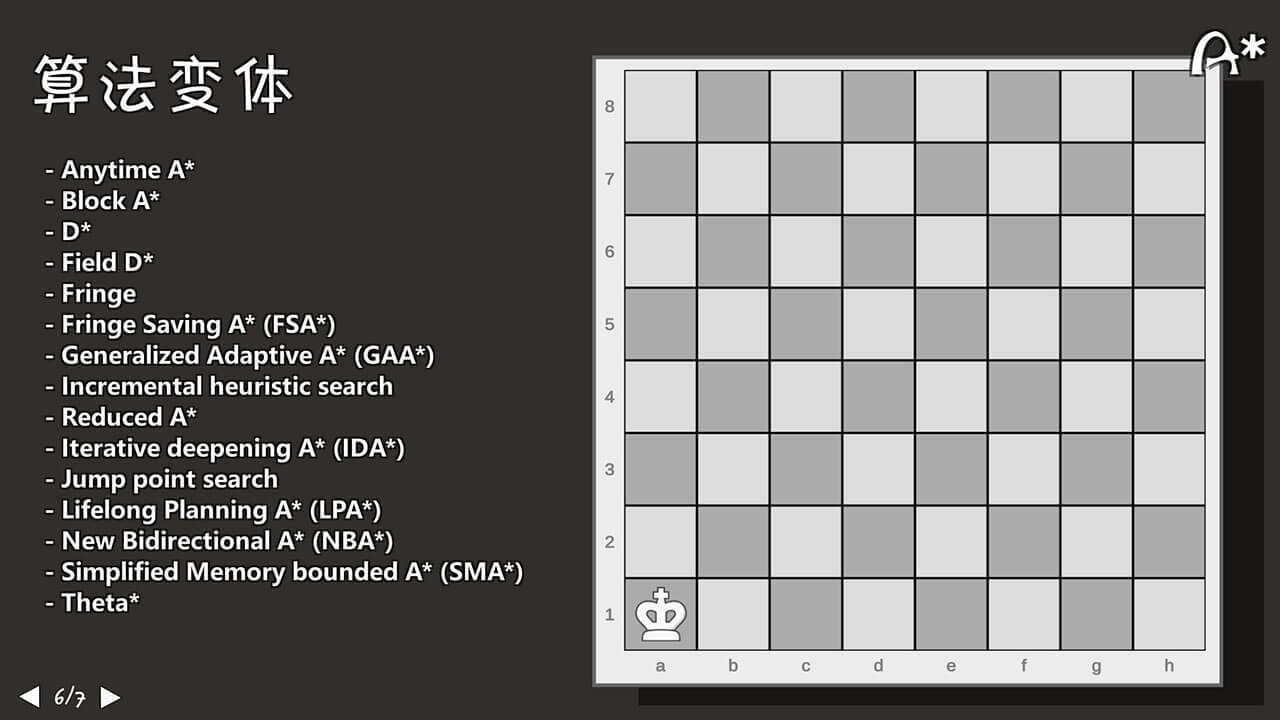 算法变体
A*
- Anytime A*
- Block A*
- D*
- Field D*
- Fringe
- Fringe Saving A* (FSA*)
- Generalized Adaptive A* (GAA*)
- Incremental heuristic search
- Reduced A*
- Iterative deepening A* (IDA*)
- Jump point search
- Lifelong Planning A* (LPA*)
- New Bidirectional A* (NBA*)
- Simplified Memory bounded A* (SMA*)
- Theta*
8
7
6
5
4
3
2
1
a b c d e f g h
6/7